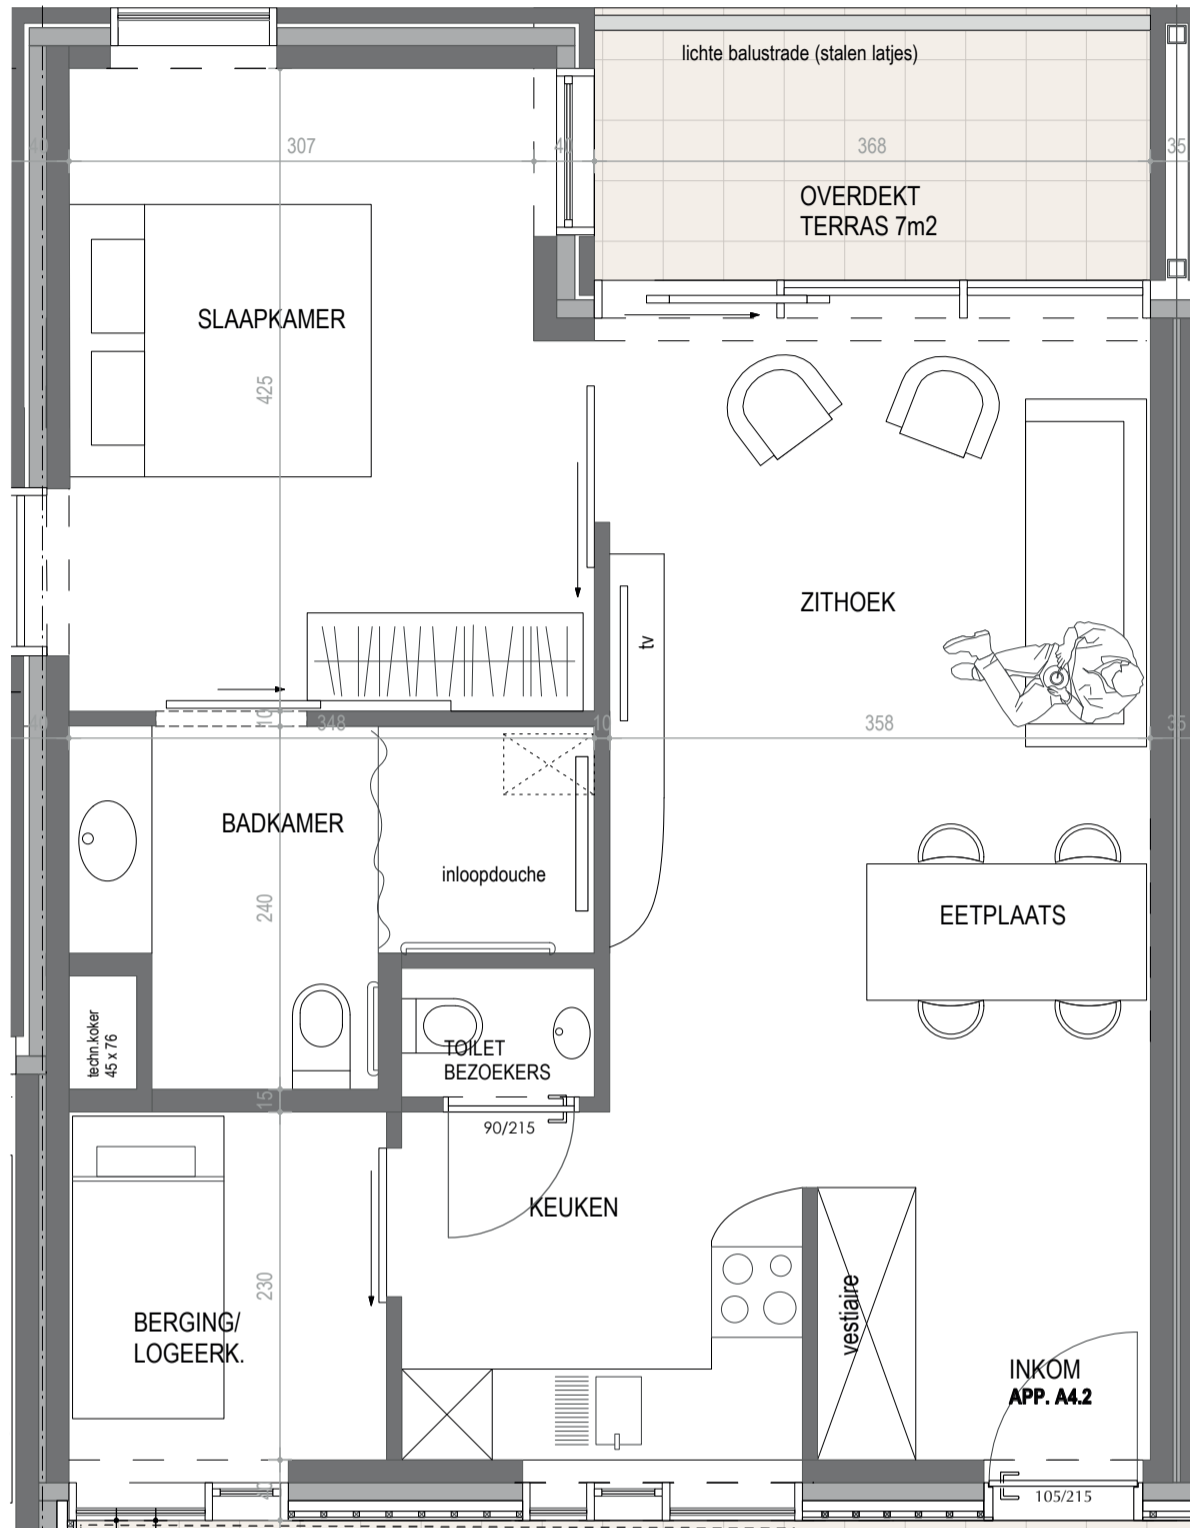 lichte balustrade (stalen latjes)
40
307
40
368
35
OVERDEKT
TERRAS 7m2
SLAAPKAMER
425
ZITHOEK
tv
40
10
348
10
358
35
BADKAMER
inloopdouche
240
EETPLAATS
techn.koker
45 x 76
TOILET
BEZOEKERS
15
90/215
KEUKEN
230
BERGING/
LOGEERK.
vestiaire
INKOM
APP. A4.2
105/215